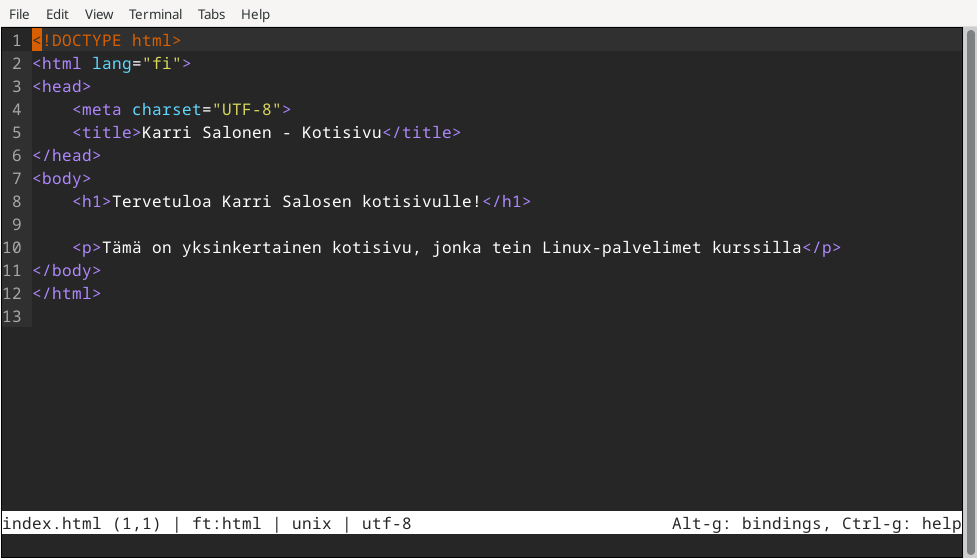 File Edit View Terminal Tabs Help
1 <!DOCTYPE html>
2 <html lang="fi">
3 <head>
4     <meta charset="UTF-8">
5     <title>Karri Salonen - Kotisivu</title>
6 </head>
7 <body>
8     <h1>Tervetuloa Karri Salosen kotisivulle!</h1>
9
10     <p>Tämä on yksinkertainen kotisivu, jonka tein Linux-palvelimet kurssilla</p>
11 </body>
12 </html>
13
index.html (1,1) | ft:html | unix | utf-8 Alt-g: bindings, Ctrl-g: help